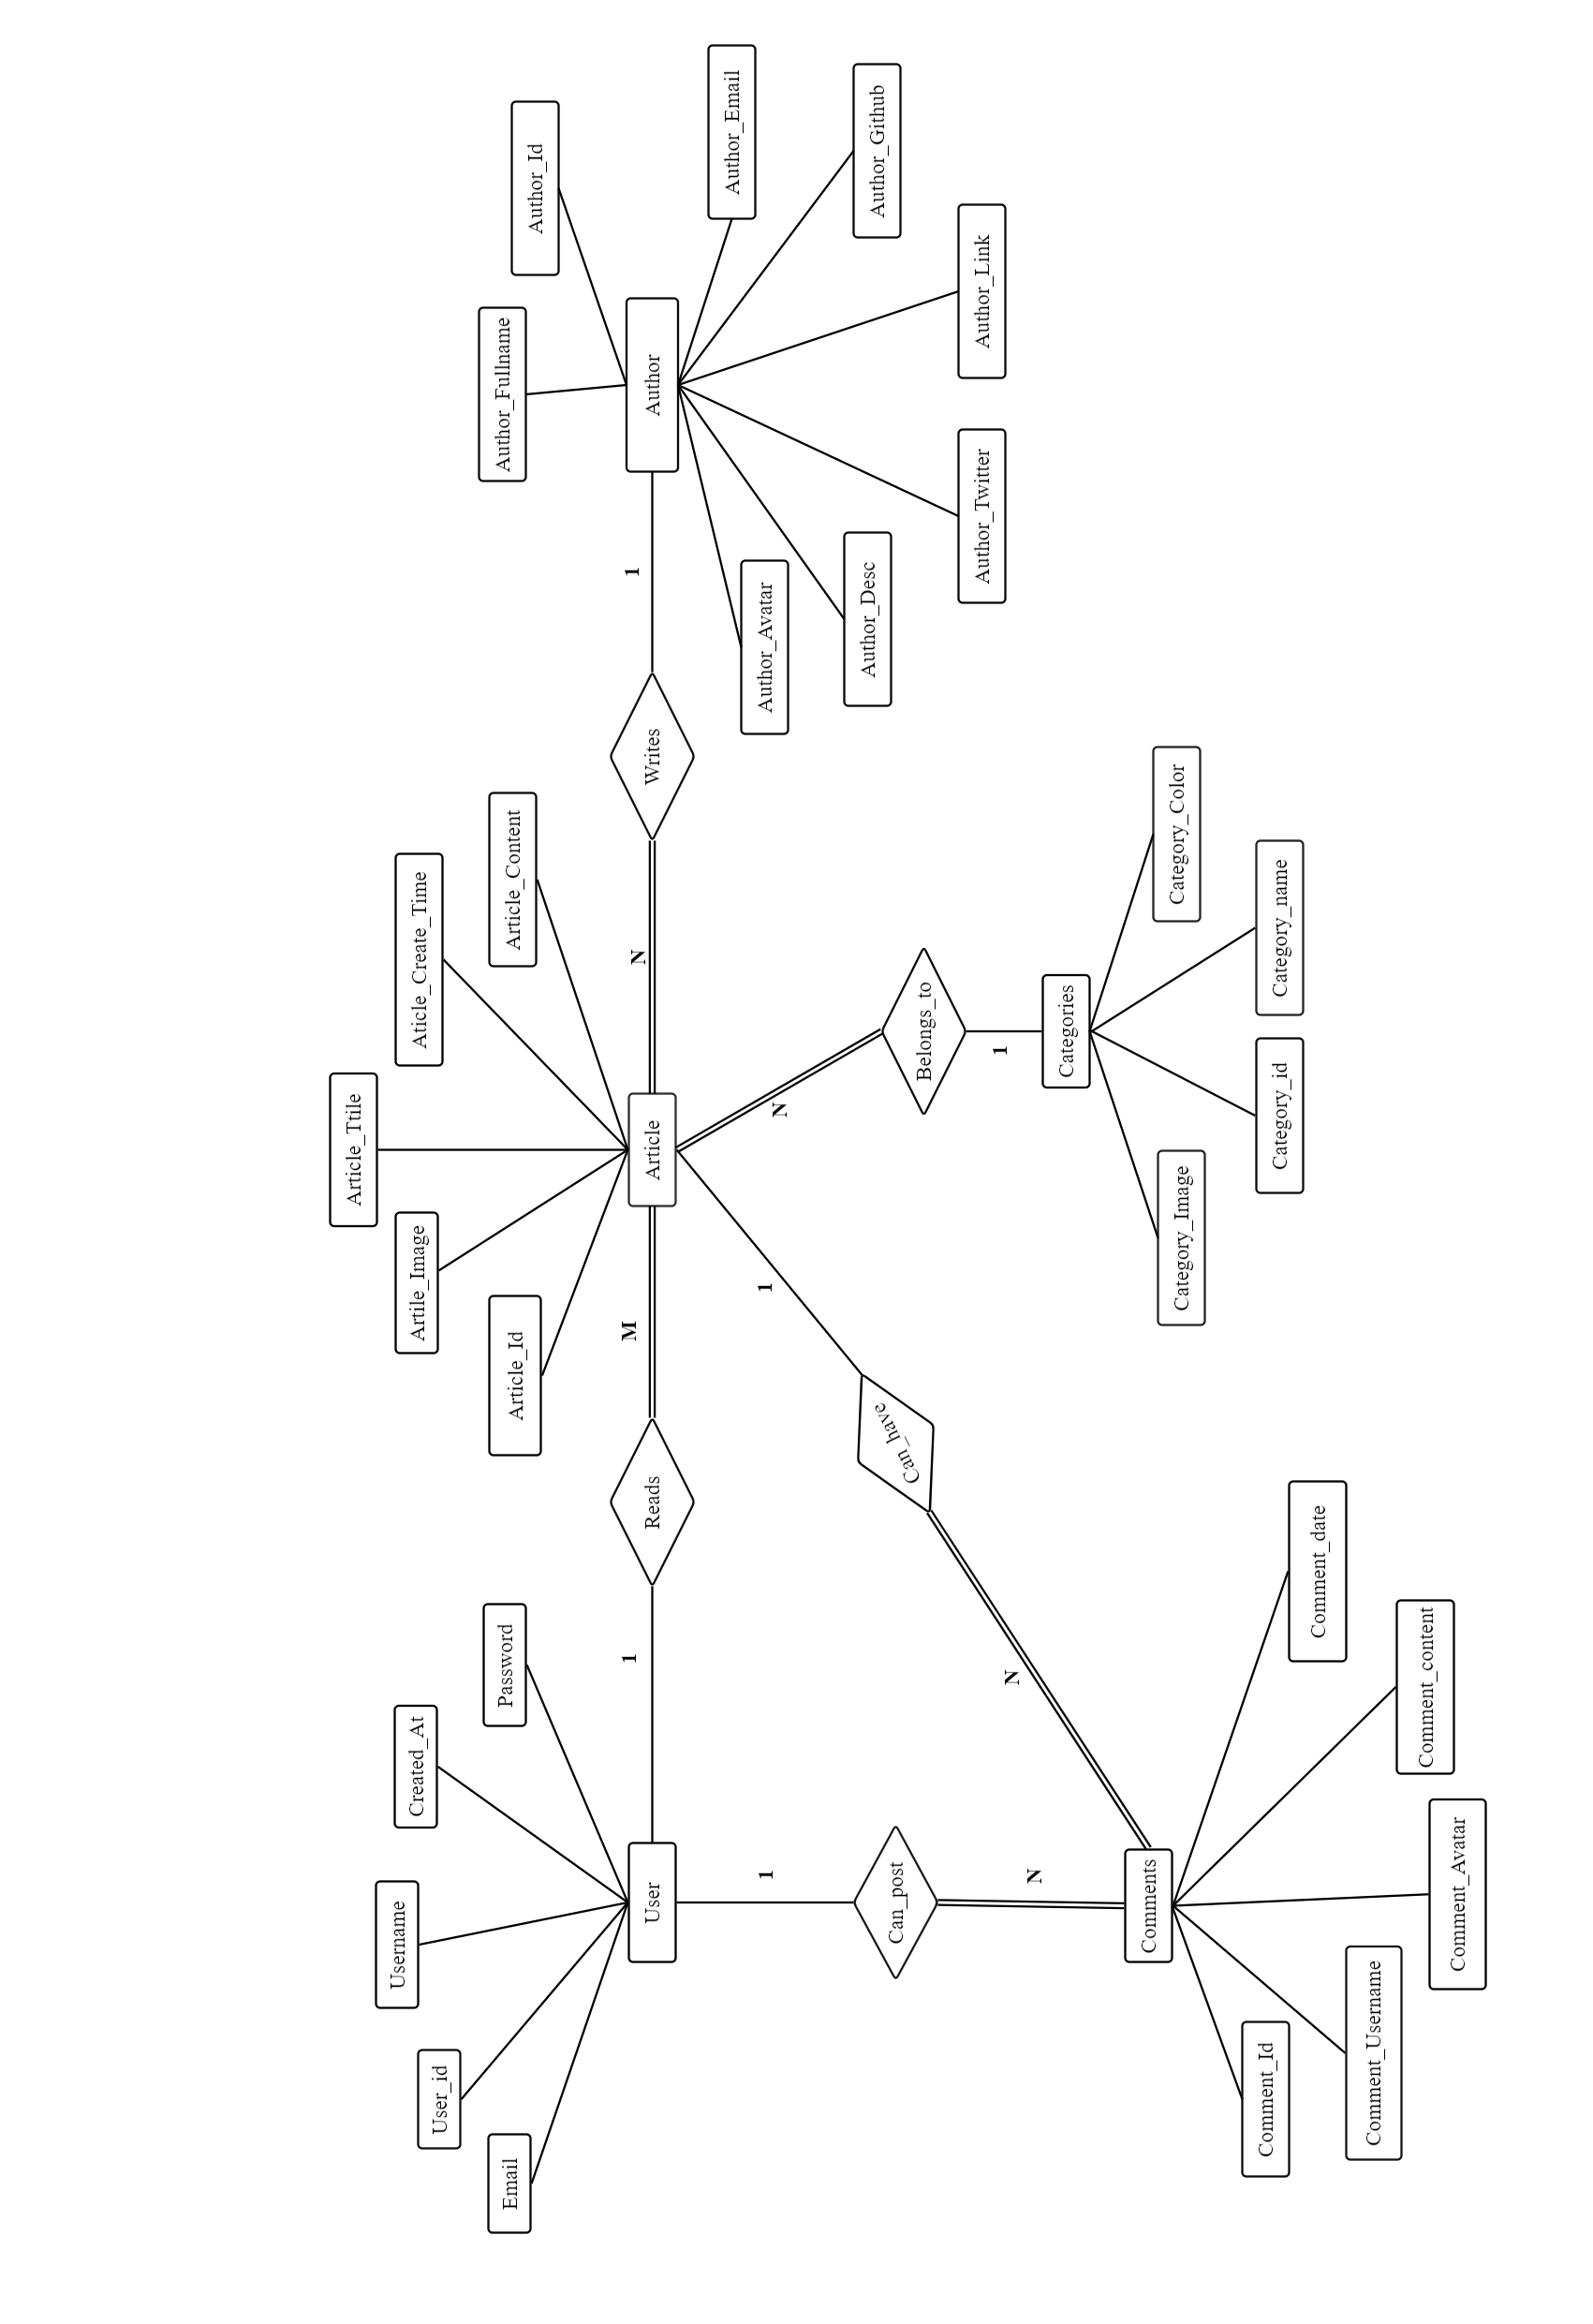 Article_Ttile
Username
Created_At
Artile_Image
Aticle_Create_Time
User_id
Author_Fullname
Email
Password
Article_Id
Article_Content
Author_Id
User
1
Reads
M
Article
N
Writes
1
Author
Author_Email
1
1
N
Author_Avatar
Author_Desc
Author_Github
Can_post
Can_have
Belongs_to
Author_Twitter
Author_Link
N
N
1
Categories
Comments
Category_Image
Category_Color
Comment_Id
Category_id
Category_name
Comment_date
Comment_Username
Comment_content
Comment_Avatar